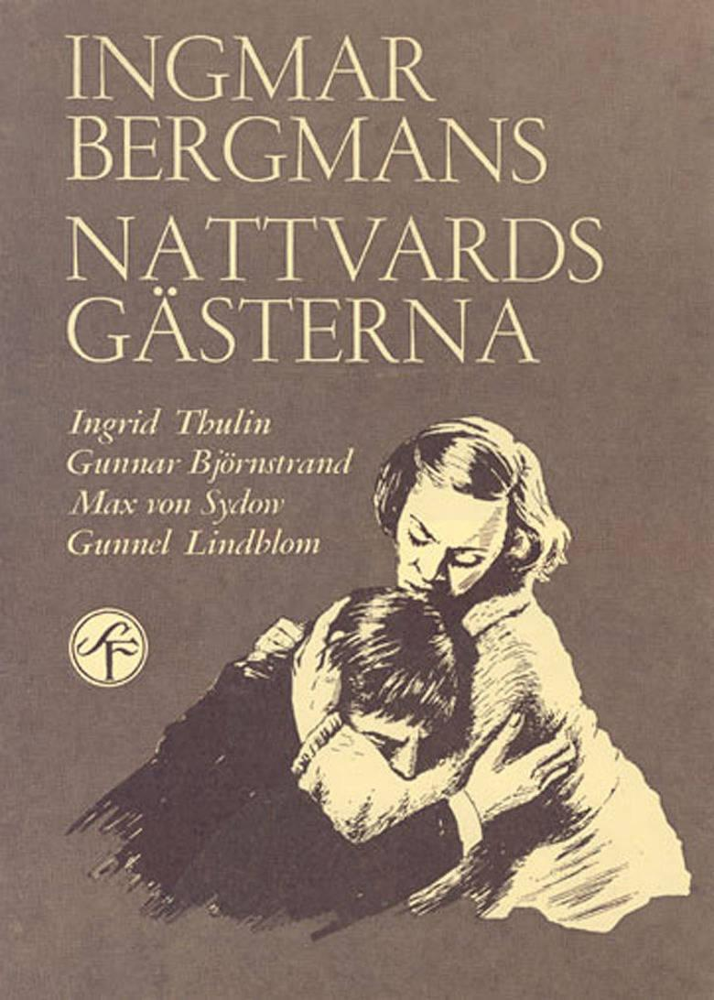 INGMAR
BERGMANS
NATTVARDS
GÄSTERNA
Ingrid Thulin
Gunnar Björnstrand
Max von Sydow
Gunnel Lindblom
SF